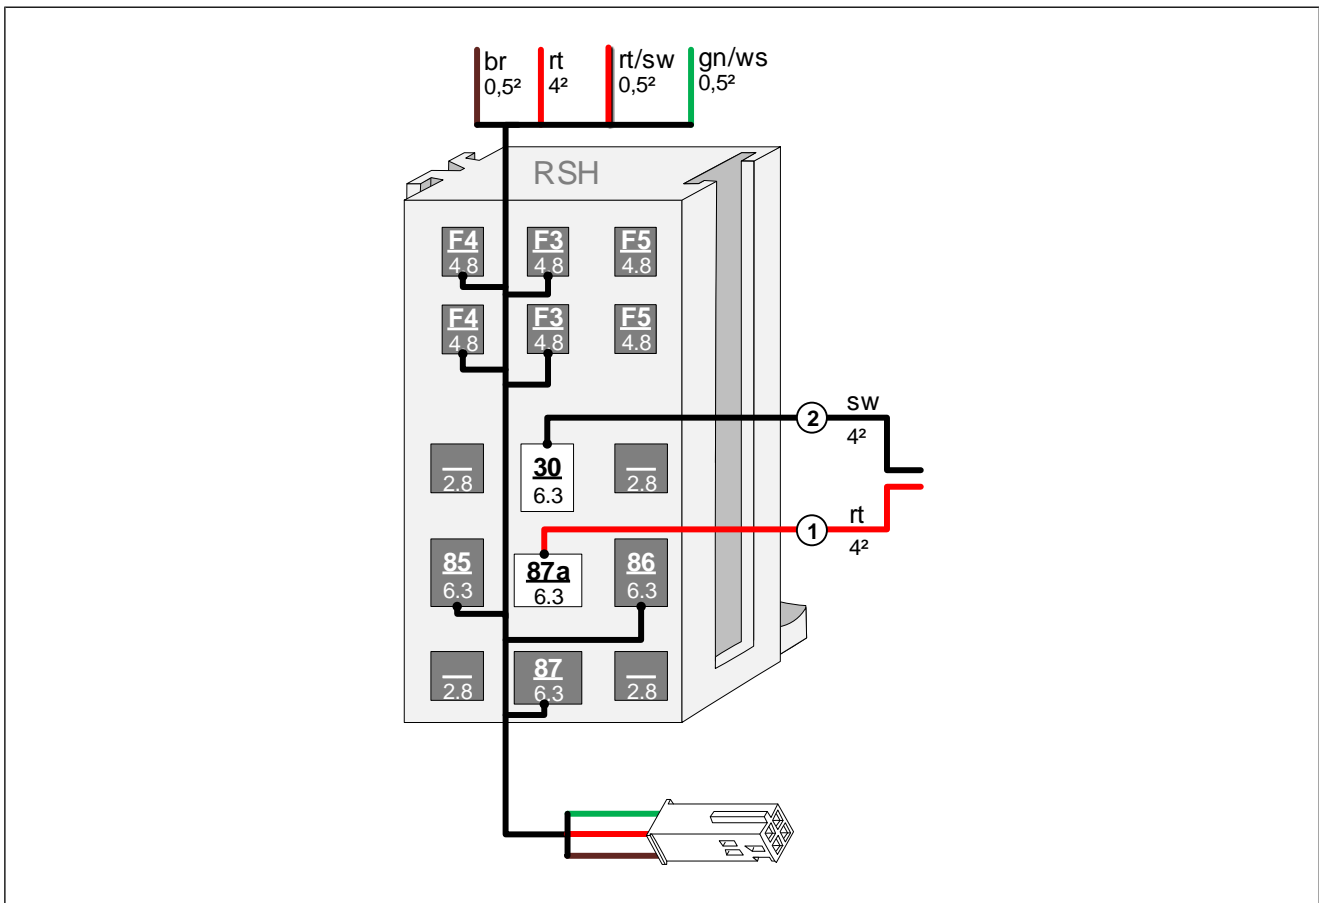 br rt rt/sw gn/ws
0,5² 4² 0,5² 0,5²
RSH
F4 F3 F5
4.8 4.8 4.8
F4 F3 F5
4.8 4.8 4.8
2 sw
4²
30
2.8 6.3 2.8
1 rt
4²
85 87a 86
6.3 6.3 6.3
87
2.8 6.3 2.8